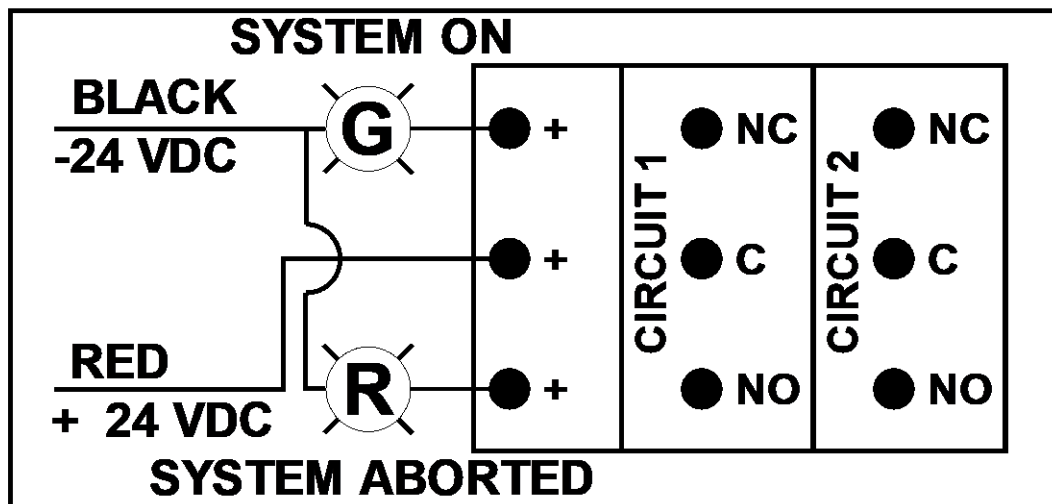 SYSTEM ON
BLACK
-24 VDC
G
+
+
RED
+ 24 VDC
R
+
SYSTEM ABORTED
CIRCUIT 1
NC
C
NO
CIRCUIT 2
NC
C
NO